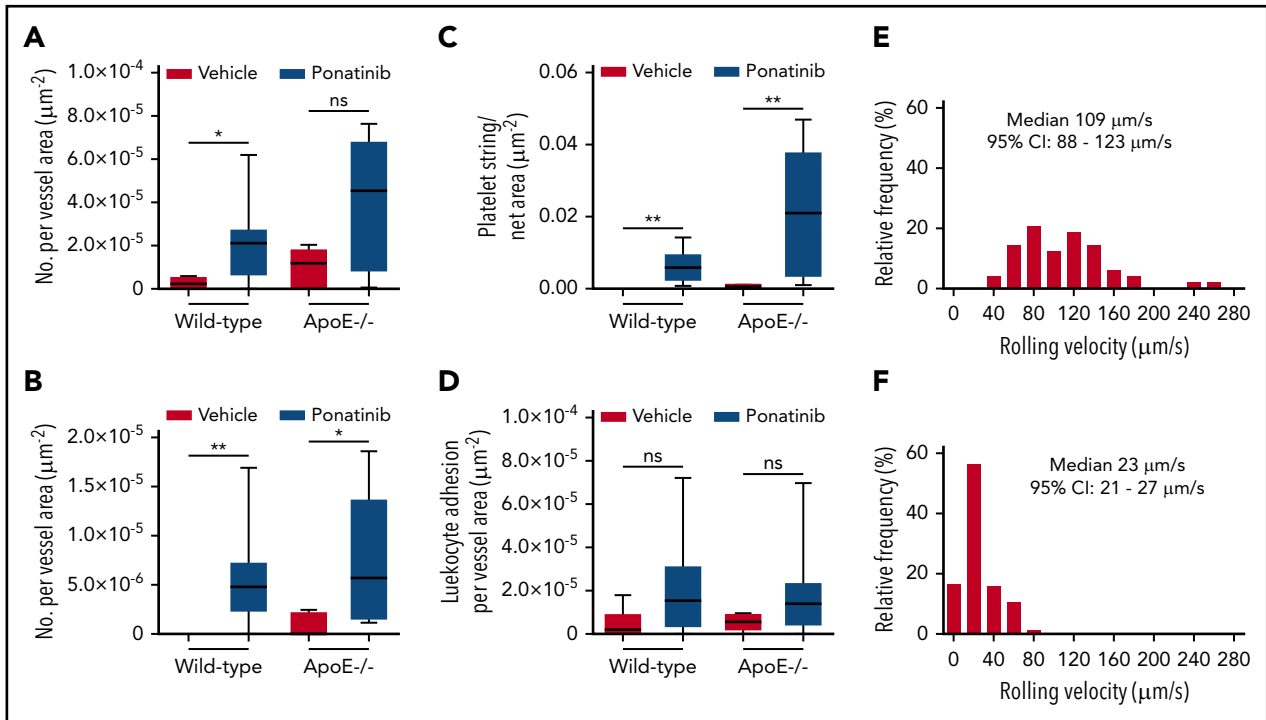 A
No. per vessel area (μm-2)
1.0×10-4
8.0×10-5
6.0×10-5
4.0×10-5
2.0×10-5
0
Vehicle Ponatinib
*
ns
Wild-type ApoE-/-
B
No. per vessel area (μm-2)
2.0×10-5
1.5×10-5
1.0×10-5
5.0×10-6
0
Vehicle Ponatinib
**
*
Wild-type ApoE-/-
C
Platelet string/
net area (μm-2)
0.06
0.04
0.02
0.00
Vehicle Ponatinib
**
**
Wild-type ApoE-/-
D
Luekocyte adhesion
per vessel area (μm-2)
1.0×10-4
8.0×10-5
6.0×10-5
4.0×10-5
2.0×10-5
0
Vehicle Ponatinib
ns
ns
Wild-type ApoE-/-
E
Relative frequency (%)
60
40
20
0
Median 109 μm/s
95% CI: 88 - 123 μm/s
0 40 80 120 160 200 240 280
Rolling velocity (μm/s)
F
Relative frequency (%)
60
40
20
0
Median 23 μm/s
95% CI: 21 - 27 μm/s
0 40 80 120 160 200 240 280
Rolling velocity (μm/s)